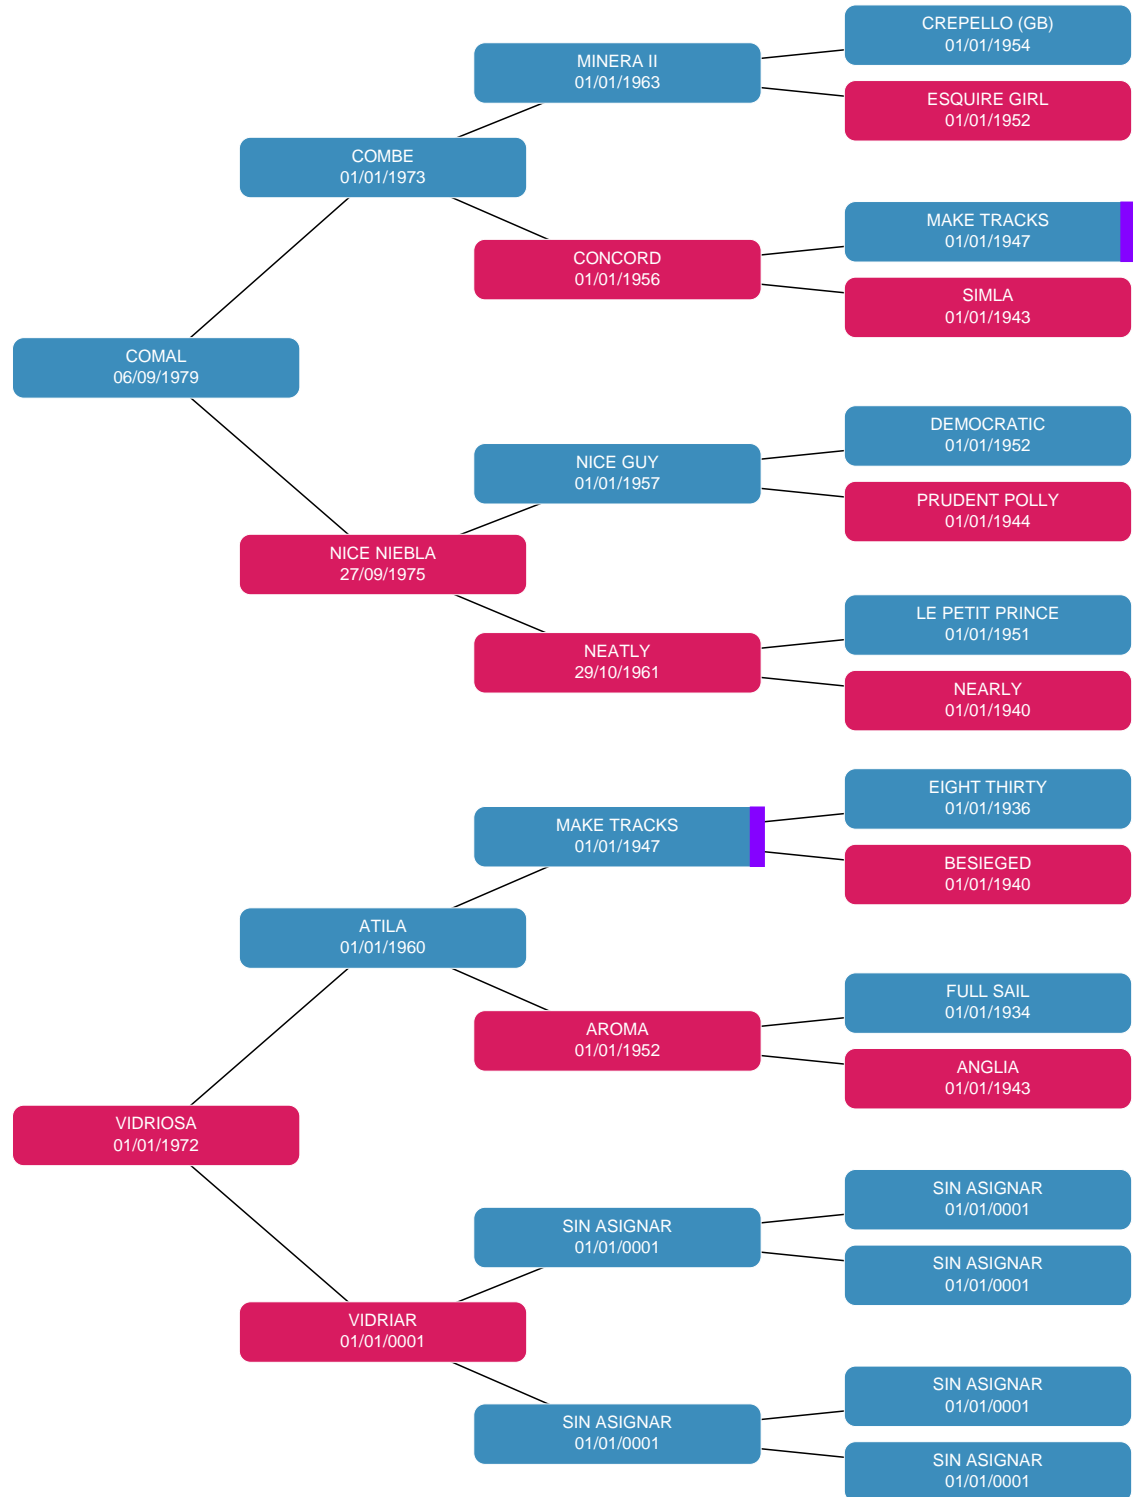 CREPELLO (GB)
01/01/1954
MINERA II
01/01/1963
ESQUIRE GIRL
01/01/1952
COMBE
01/01/1973
MAKE TRACKS
01/01/1947
CONCORD
01/01/1956
SIMLA
01/01/1943
COMAL
06/09/1979
DEMOCRATIC
01/01/1952
NICE GUY
01/01/1957
PRUDENT POLLY
01/01/1944
NICE NIEBLA
27/09/1975
LE PETIT PRINCE
01/01/1951
NEATLY
29/10/1961
NEARLY
01/01/1940
EIGHT THIRTY
01/01/1936
MAKE TRACKS
01/01/1947
BESIEGED
01/01/1940
ATILA
01/01/1960
FULL SAIL
01/01/1934
AROMA
01/01/1952
ANGLIA
01/01/1943
VIDRIOSA
01/01/1972
SIN ASIGNAR
01/01/0001
SIN ASIGNAR
01/01/0001
SIN ASIGNAR
01/01/0001
VIDRIAR
01/01/0001
SIN ASIGNAR
01/01/0001
SIN ASIGNAR
01/01/0001
SIN ASIGNAR
01/01/0001